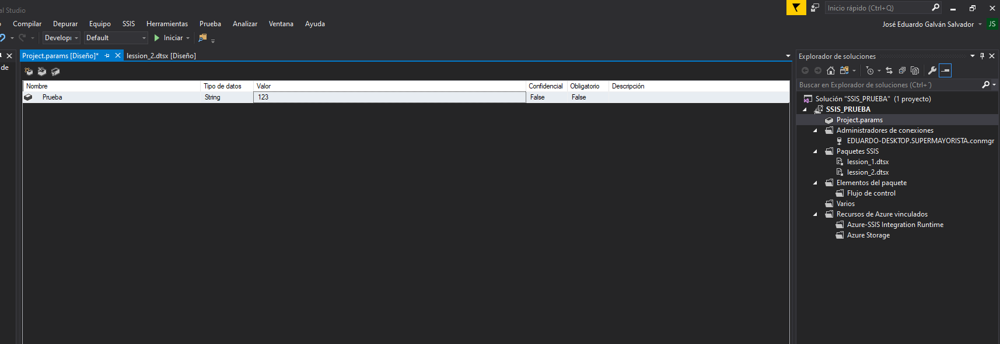 al Studio
Inicio rápido (Ctrl+Q)
Compilar Depurar Equipo SSIS Herramientas Prueba Analizar Ventana Ayuda
José Eduardo Galván Salvador JS
Develop Default Iniciar
Project.params [Diseño]* lession_2.dtsx [Diseño]
Explorador de soluciones
de
Nombre Tipo de datos Valor Confidencial Obligatorio Descripción
Prueba String 123 False False
Buscar en Explorador de soluciones (Ctrl+´)
Solución "SSIS_PRUEBA" (1 proyecto)
SSIS_PRUEBA
Project.params
Administradores de conexiones
EDUARDO-DESKTOP.SUPERMAYORISTA.conmgr
Paquetes SSIS
lession_1.dtsx
lession_2.dtsx
Elementos del paquete
Flujo de control
Varios
Recursos de Azure vinculados
Azure-SSIS Integration Runtime
Azure Storage